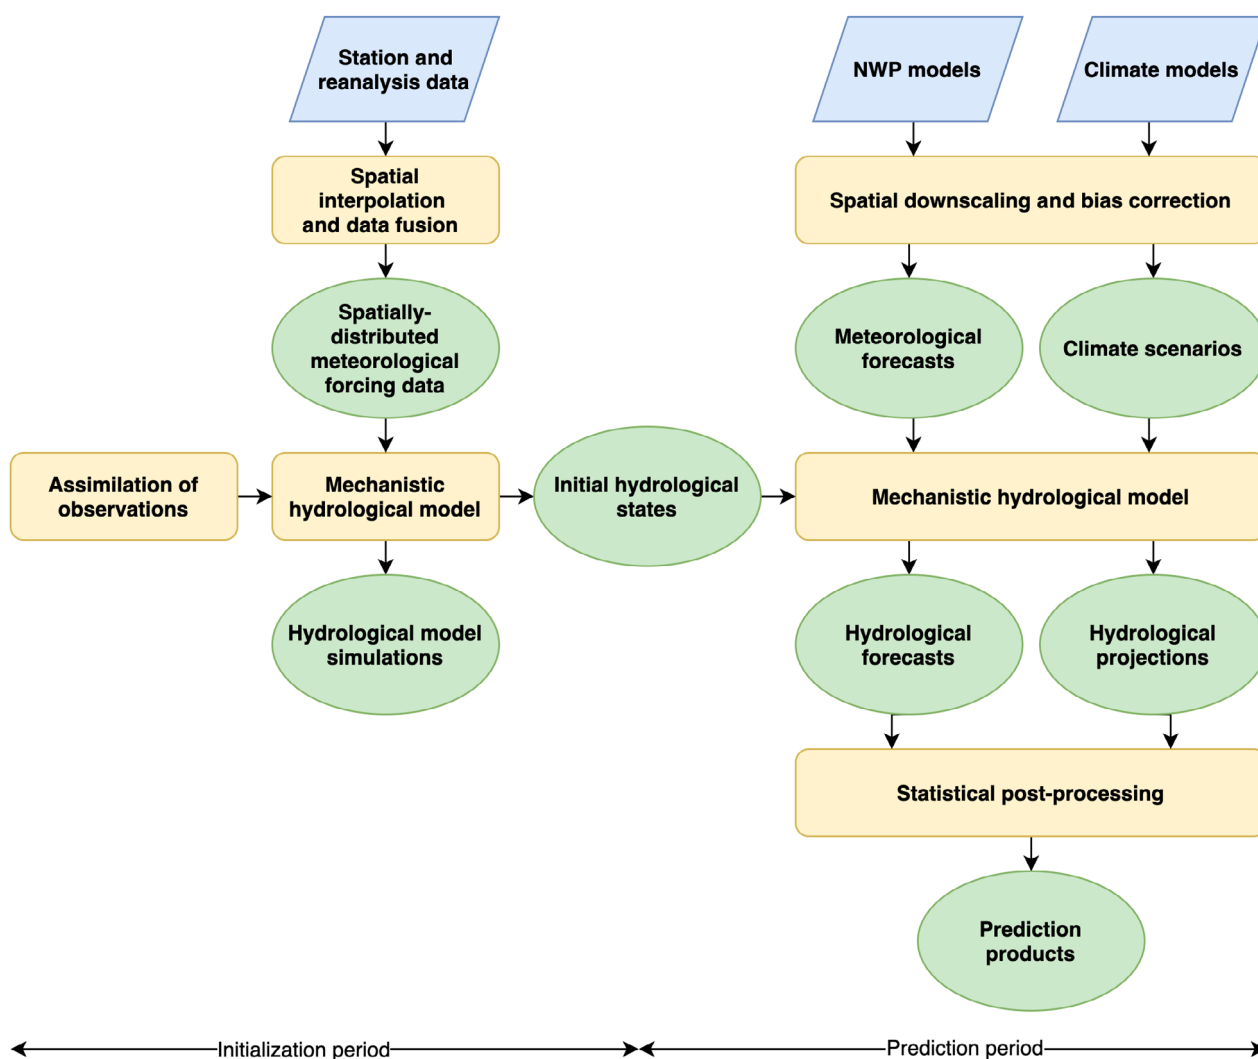 Station and
reanalysis data
NWP models
Climate models
Spatial
interpolation
and data fusion
Spatial downscaling and bias correction
Spatially-
distributed
meteorological
forcing data
Meteorological
forecasts
Climate scenarios
Assimilation of
observations
Mechanistic
hydrological model
Initial hydrological
states
Mechanistic hydrological model
Hydrological model
simulations
Hydrological
forecasts
Hydrological
projections
Statistical post-processing
Prediction
products
Initialization period
Prediction period